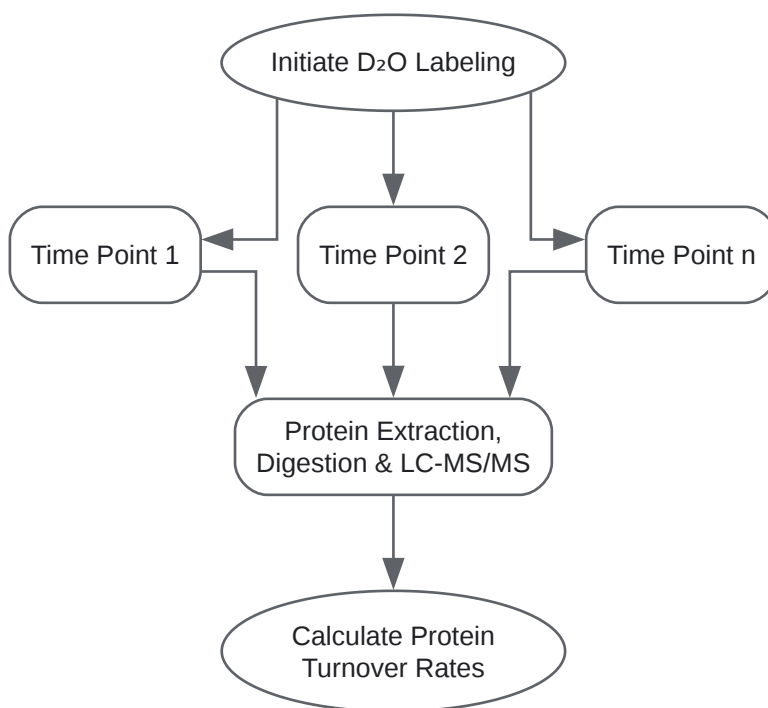 Initiate D₂O Labeling
Time Point 1
Time Point 2
Time Point n
Protein Extraction,
Digestion & LC-MS/MS
Calculate Protein
Turnover Rates